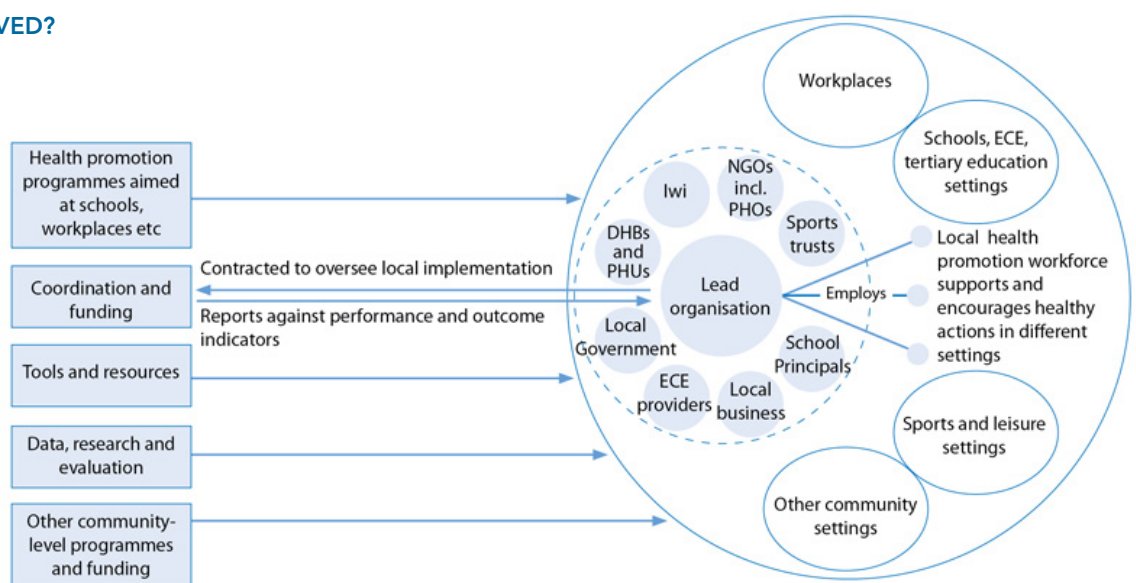 VED?
Health promotion
programmes aimed
at schools,
workplaces etc
Coordination and
funding
Tools and resources
Data, research and
evaluation
Other community-
level programmes
and funding
Contracted to oversee local implementation
Reports against performance and outcome
indicators
Iwi
NGOs
incl.
PHOs
Sports
trusts
DHBs
and
PHUs
Lead
organisation
Local
Government
ECE
providers
Local
business
School
Principals
Employs
Workplaces
Schools, ECE,
tertiary education
settings
Local health
promotion workforce
supports and
encourages healthy
actions in different
settings
Sports and leisure
settings
Other community
settings